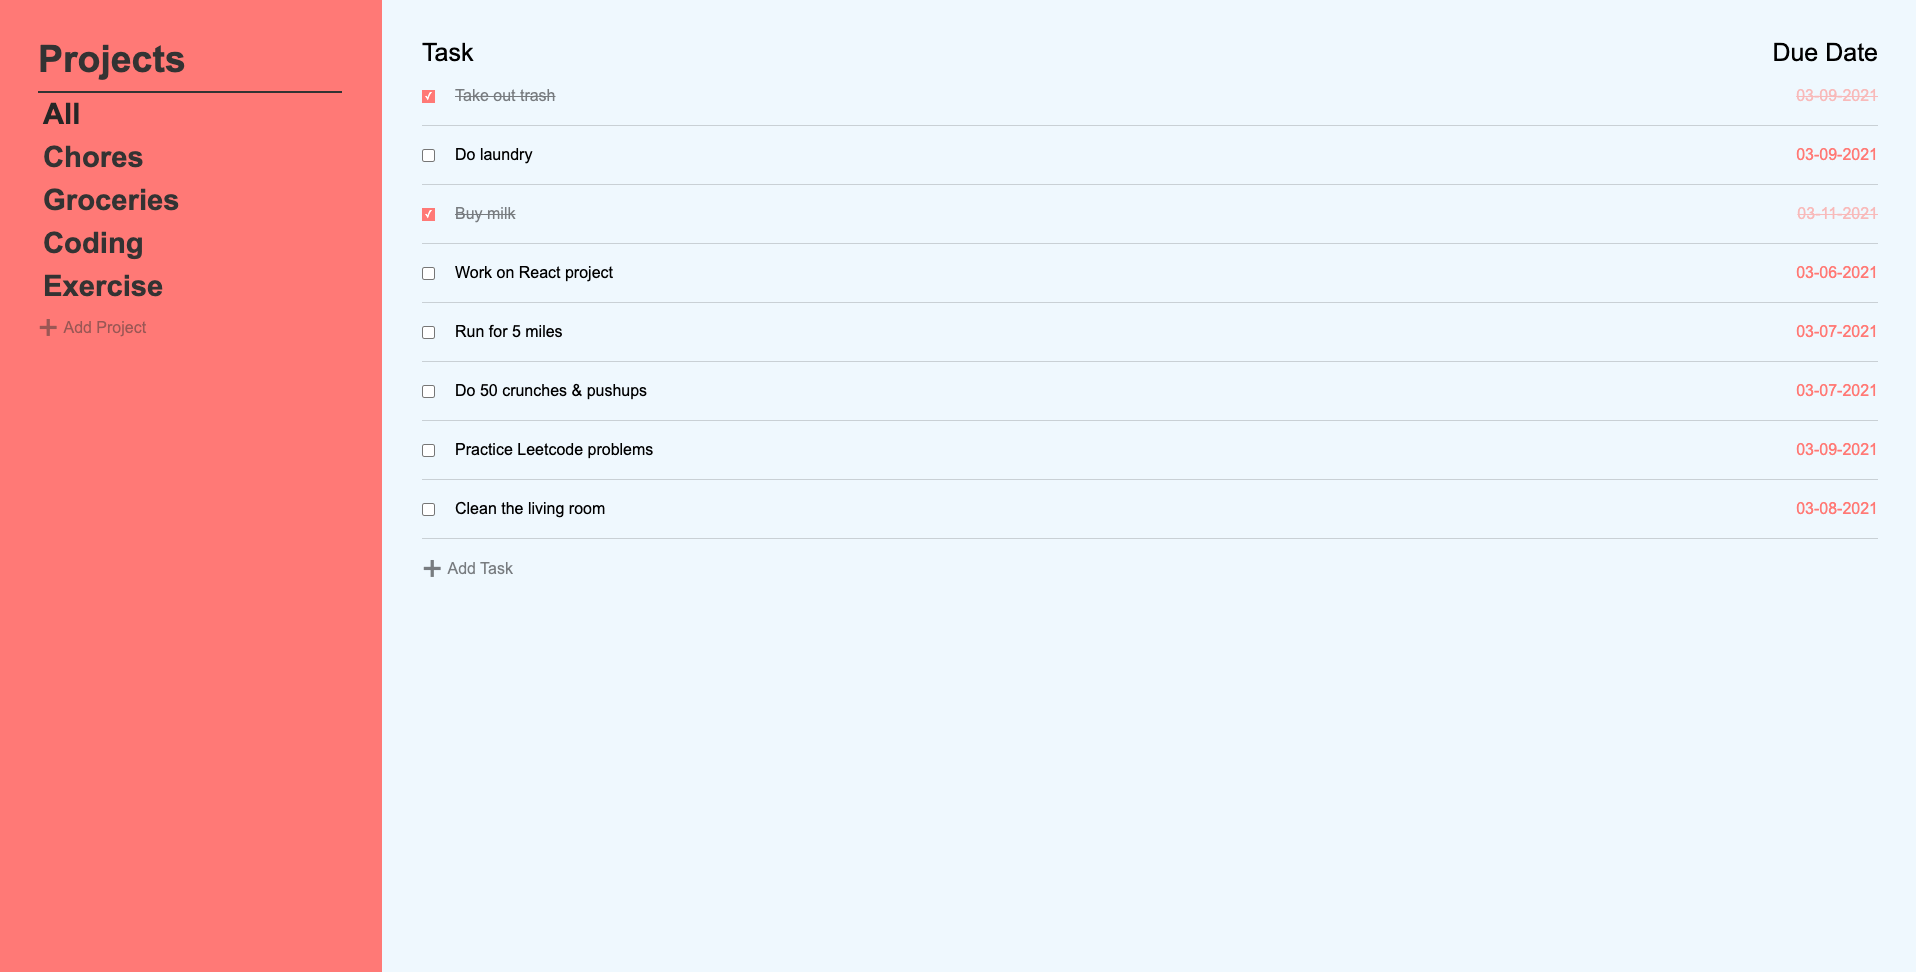 Projects
All
Chores
Groceries
Coding
Exercise
Add Project
Task Due Date
Take out trash 03-09-2021
Do laundry 03-09-2021
Buy milk 03-11-2021
Work on React project 03-06-2021
Run for 5 miles 03-07-2021
Do 50 crunches & pushups 03-07-2021
Practice Leetcode problems 03-09-2021
Clean the living room 03-08-2021
Add Task